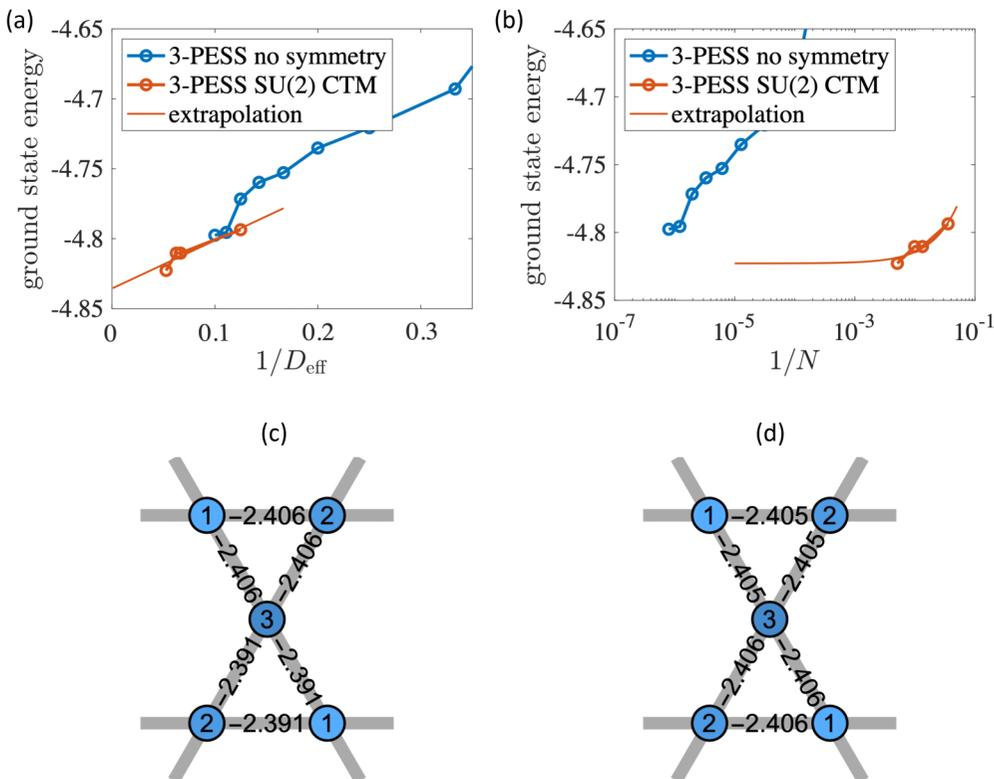 (a)
ground state energy
-4.65
-4.7
-4.75
-4.8
-4.85
3-PESS no symmetry
3-PESS SU(2) CTM
extrapolation
0
0.1
0.2
0.3
1/D_eff
(b)
ground state energy
-4.65
-4.7
-4.75
-4.8
-4.85
3-PESS no symmetry
3-PESS SU(2) CTM
extrapolation
10^-7
10^-5
10^-3
10^-1
1/N
(c)
1 −2.406 2
−2.406 −2.406
3
−2.391 −2.391
2 −2.391 1
(d)
1 −2.405 2
−2.405 −2.405
3
−2.406 −2.406
2 −2.406 1